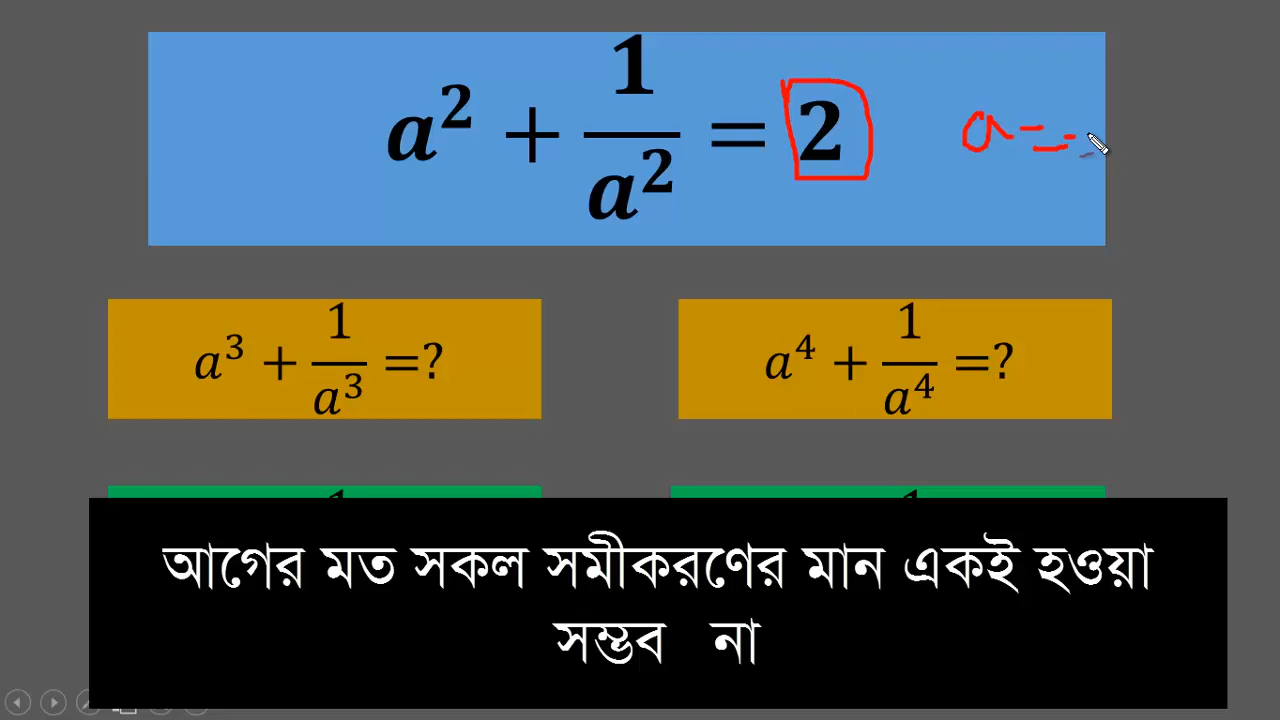 a² + 1/a² = 2
a =
a³ + 1/a³ =?
a⁴ + 1/a⁴ =?
আগের মত সকল সমীকরণের মান একই হওয়া
সম্ভব না